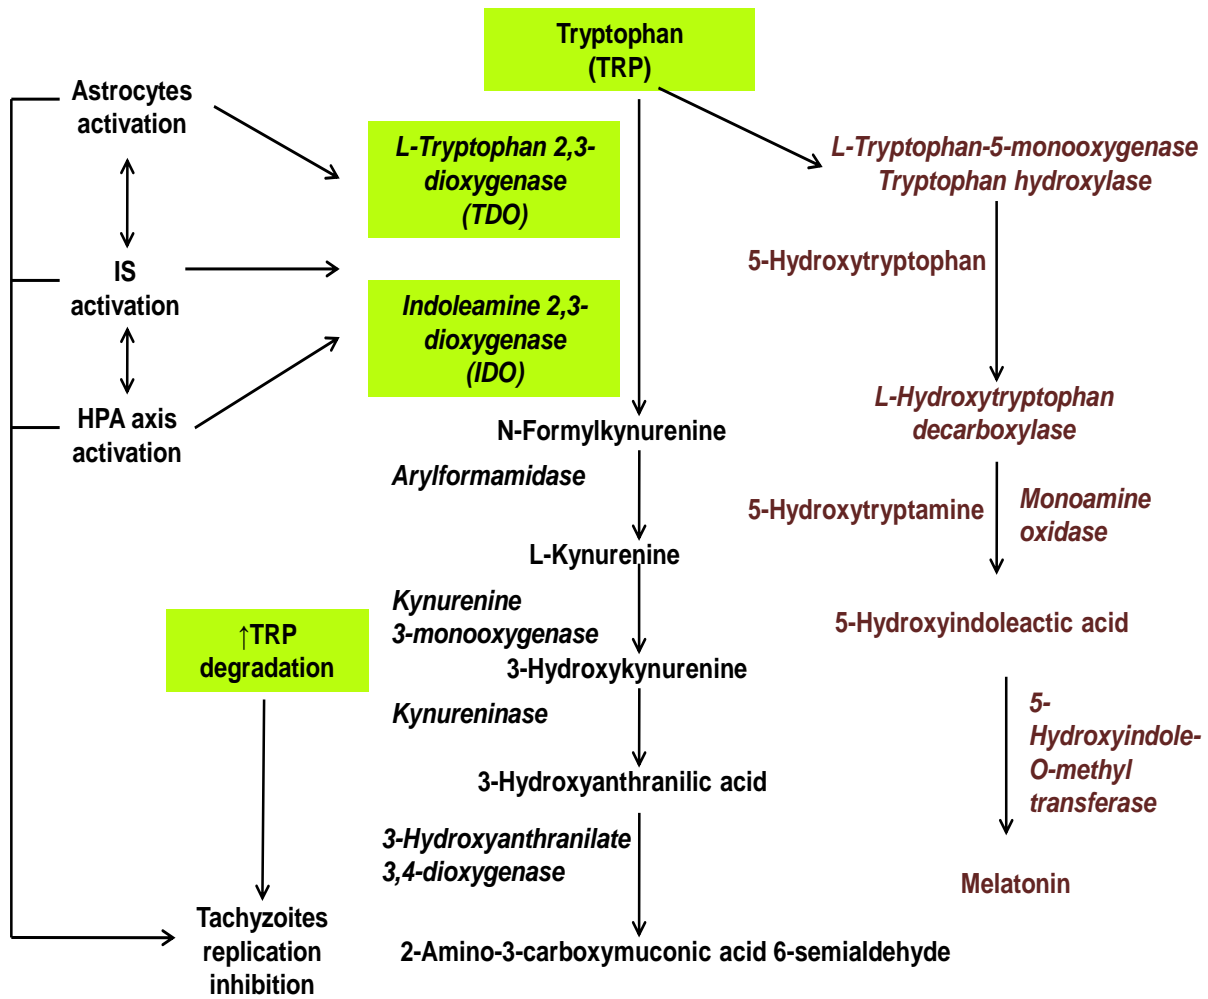 Tryptophan
(TRP)
Astrocytes
activation
IS
activation
HPA axis
activation
L-Tryptophan 2,3-
dioxygenase
(TDO)
Indoleamine 2,3-
dioxygenase
(IDO)
L-Tryptophan-5-monooxygenase
Tryptophan hydroxylase
5-Hydroxytryptophan
L-Hydroxytryptophan
decarboxylase
5-Hydroxytryptamine
Monoamine
oxidase
5-Hydroxyindoleactic acid
5-
Hydroxyindole-
O-methyl
transferase
Melatonin
N-Formylkynurenine
Arylformamidase
L-Kynurenine
Kynurenine
3-monooxygenase
3-Hydroxykynurenine
Kynureninase
3-Hydroxyanthranilic acid
3-Hydroxyanthranilate
3,4-dioxygenase
2-Amino-3-carboxymuconic acid 6-semialdehyde
↑TRP
degradation
Tachyzoites
replication
inhibition